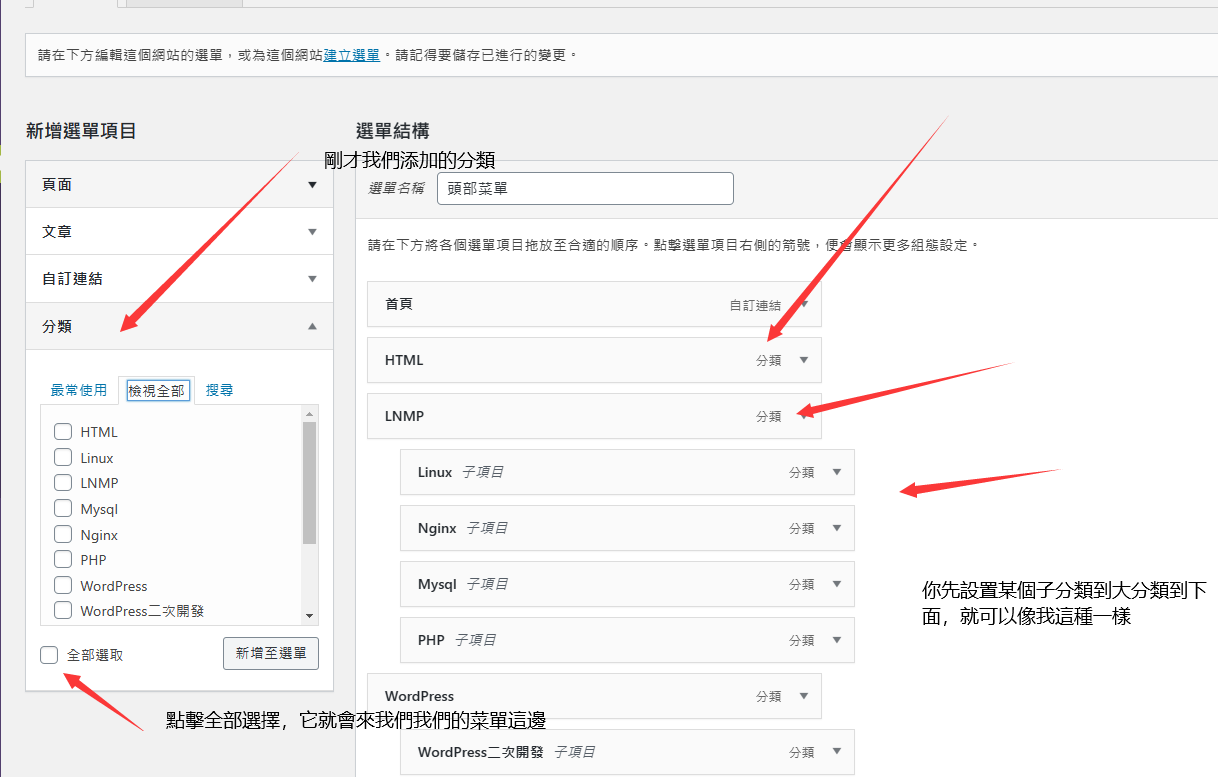 請在下方編輯這個網站的選單，或為這個網站建立選單。請記得要儲存已進行的變更。
新增選單項目
選單結構
剛才我們添加的分類
頁面
選單名稱 頭部菜單
文章
請在下方將各個選單項目拖放至合適的順序。點擊選單項目右側的箭號，便會顯示更多組態設定。
自訂連結
首頁 自訂連結
分類
HTML 分類
最常使用 檢視全部 搜尋
LNMP 分類
HTML
Linux
LNMP
Mysql
Nginx
PHP
WordPress
WordPress二次開發
Linux 子項目 分類
Nginx 子項目 分類
Mysql 子項目 分類
你先設置某個子分類到大分類到下
面，就可以像我這種一樣
PHP 子項目 分類
全部選取 新增至選單
WordPress 分類
點擊全部選擇，它就會來我們我們的菜單這邊
WordPress二次開發 子項目 分類